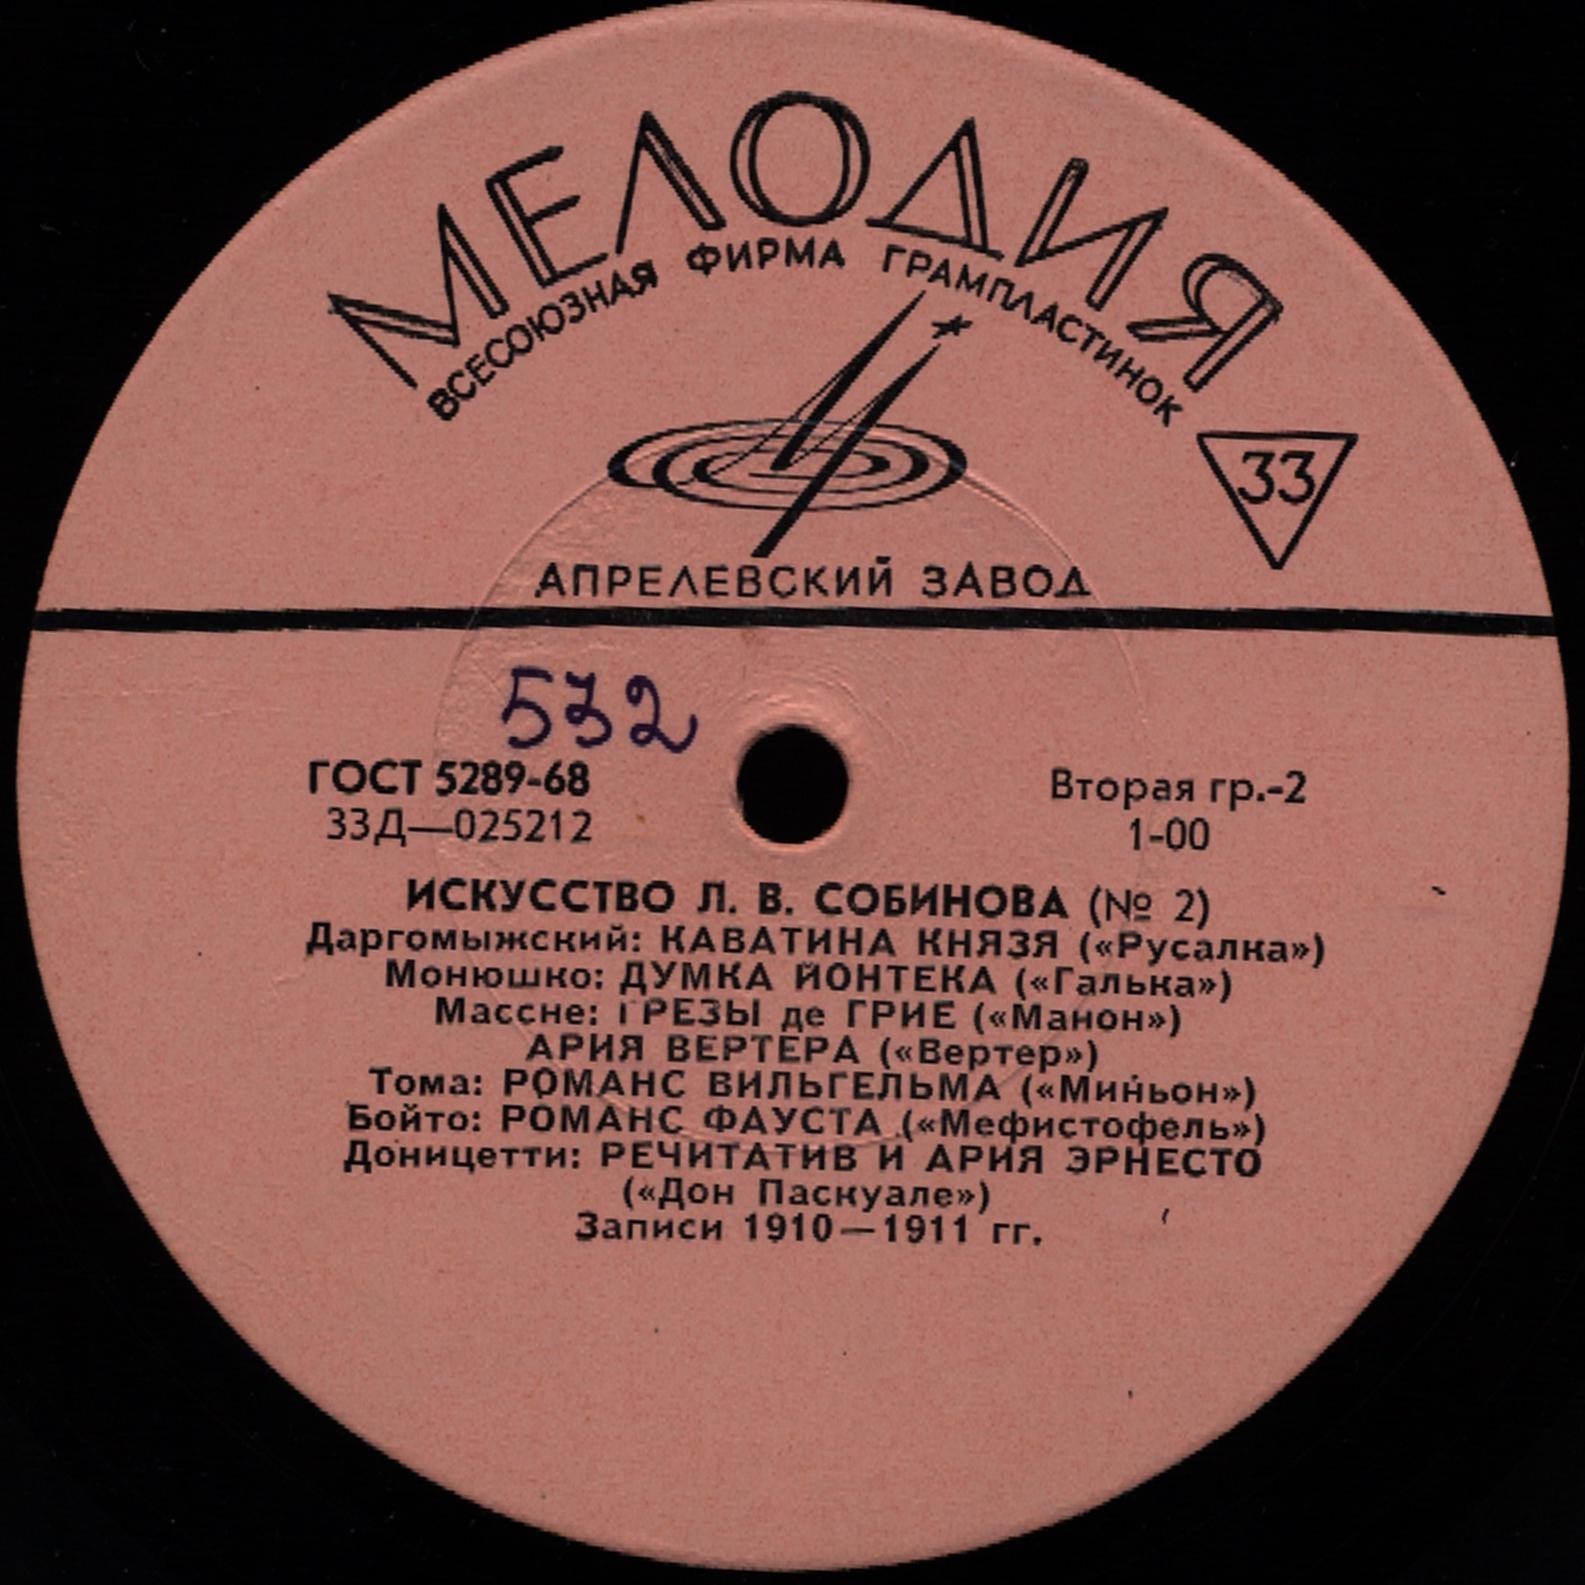 МЕЛОДИЯ
ВСЕСОЮЗНАЯ ФИРМА ГРАМПЛАСТИНОК
33
АПРЕЛЕВСКИЙ ЗАВОД
532
ГОСТ 5289-68
33Д—025212
Вторая гр.-2
1-00
ИСКУССТВО Л. В. СОБИНОВА (№ 2)
Даргомыжский: КАВАТИНА КНЯЗЯ («Русалка»)
Монюшко: ДУМКА ЙОНТЕКА («Галька»)
Массне: ГРЕЗЫ де ГРИЕ («Манон»)
АРИЯ ВЕРТЕРА («Вертер»)
Тома: РОМАНС ВИЛЬГЕЛЬМА («Миньон»)
Бойто: РОМАНС ФАУСТА («Мефистофель»)
Доницетти: РЕЧИТАТИВ И АРИЯ ЭРНЕСТО
(«Дон Паскуале»)
Записи 1910—1911 гг.